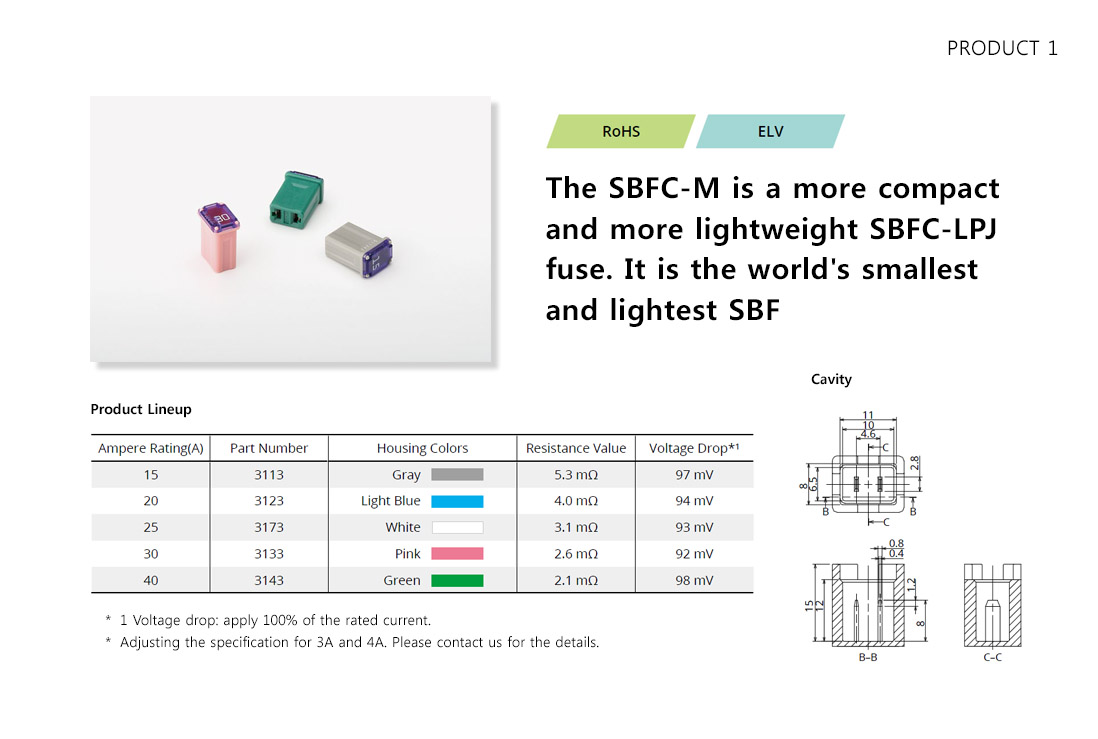 PRODUCT 1
RoHS
ELV
The SBFC-M is a more compact
and more lightweight SBFC-LPJ
fuse. It is the world's smallest
and lightest SBF
30
15
Cavity
Product Lineup
Ampere Rating(A) Part Number Housing Colors Resistance Value Voltage Drop*1
15 3113 Gray 5.3 mΩ 97 mV
20 3123 Light Blue 4.0 mΩ 94 mV
25 3173 White 3.1 mΩ 93 mV
30 3133 Pink 2.6 mΩ 92 mV
40 3143 Green 2.1 mΩ 98 mV
* 1 Voltage drop: apply 100% of the rated current.
* Adjusting the specification for 3A and 4A. Please contact us for the details.
11
10
4.6
C
2.8
8
6.5
B
B
C
0.8
0.4
1.2
15
12
8
B–B
C–C